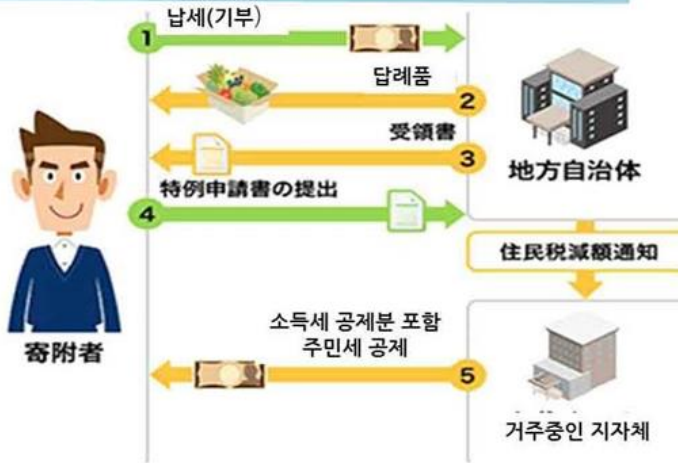 1
납세(기부)
답례품
2
受領書
3
地方自治体
特例申請書の提出
4
住民税減額通知
寄附者
소득세 공제분 포함
주민세 공제
5
거주중인 지자체